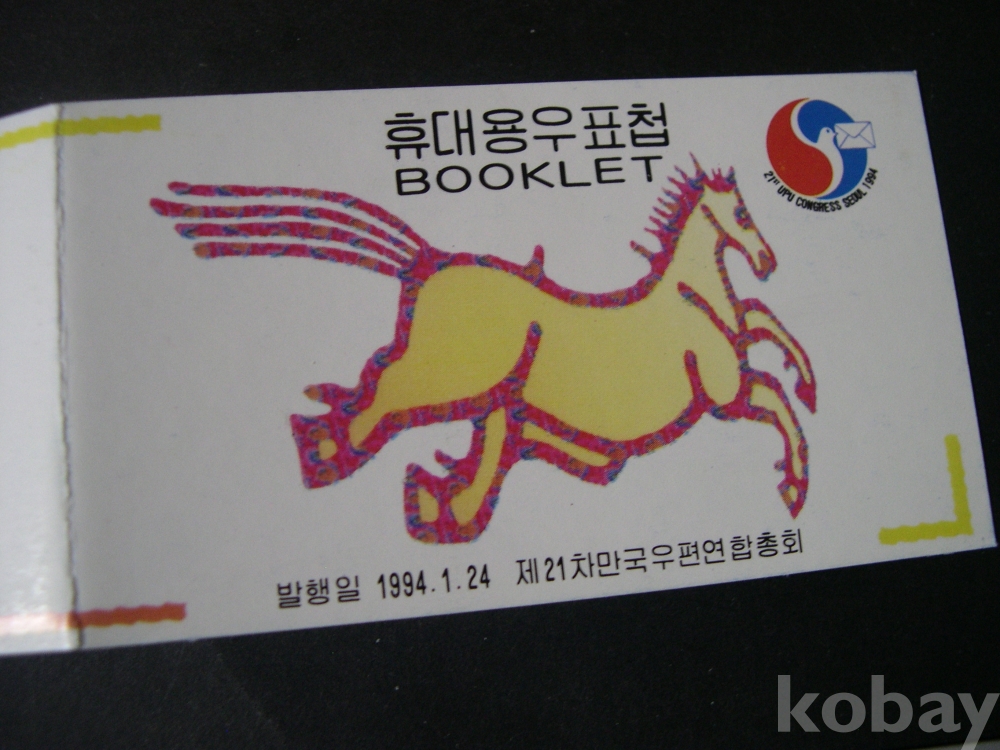 휴대용우표첩
BOOKLET
21st UPU CONGRESS SEOUL 1994
발행일 1994.1.24 제21차만국우편연합총회
kobay